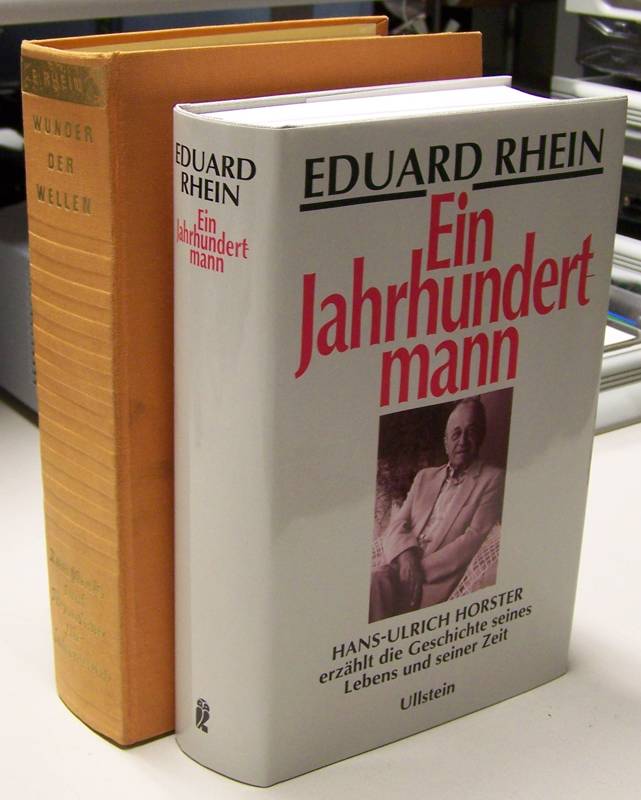 E. RHEIN
WUNDER
DER
WELLEN
EDUARD
RHEIN
Ein
Jahrhundert
mann
EDUARD RHEIN
Ein
Jahrhundert
mann
HANS-ULRICH HORSTER
erzählt die Geschichte seines
Lebens und seiner Zeit
Ullstein